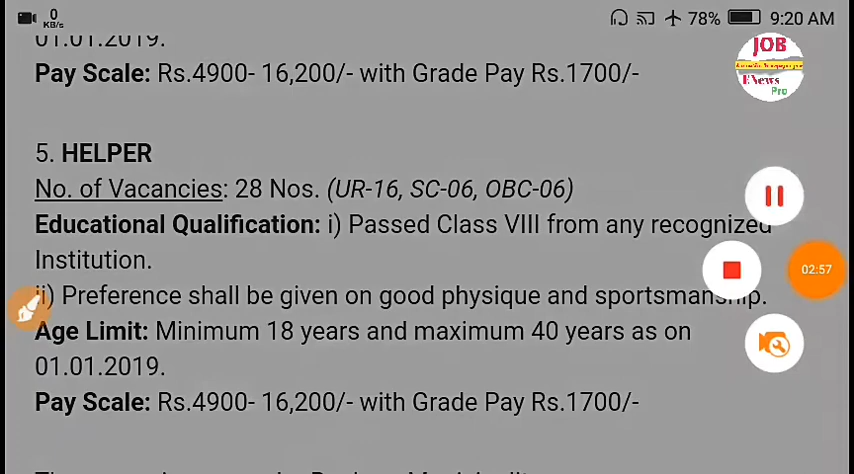 0
KB/s
78%
9:20 AM
01.01.2019.
JOB
ENews
Pro
Pay Scale: Rs.4900- 16,200/- with Grade Pay Rs.1700/-
5. HELPER
No. of Vacancies: 28 Nos. (UR-16, SC-06, OBC-06)
Educational Qualification: i) Passed Class VIII from any recognized
Institution.
02:57
ii) Preference shall be given on good physique and sportsmanship.
Age Limit: Minimum 18 years and maximum 40 years as on
01.01.2019.
Pay Scale: Rs.4900- 16,200/- with Grade Pay Rs.1700/-